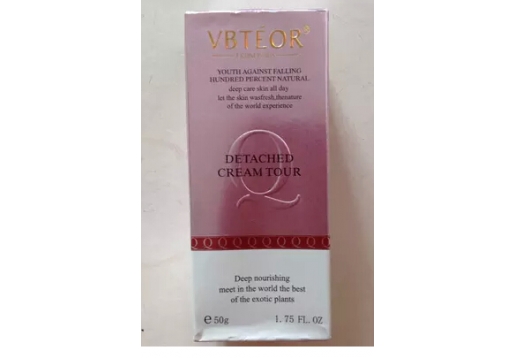 VBTÉOR®
YOUTH AGAINST FALLING
HUNDRED PERCENT NATURAL
deep care skin all day
let the skin wasfresh,thenature
of the world experience
Q
DETACHED
CREAM TOUR
QQQQQQQQQQQ
Deep nourishing
meet in the world the best
of the exotic plants
e 50g 1. 75 FL. OZ